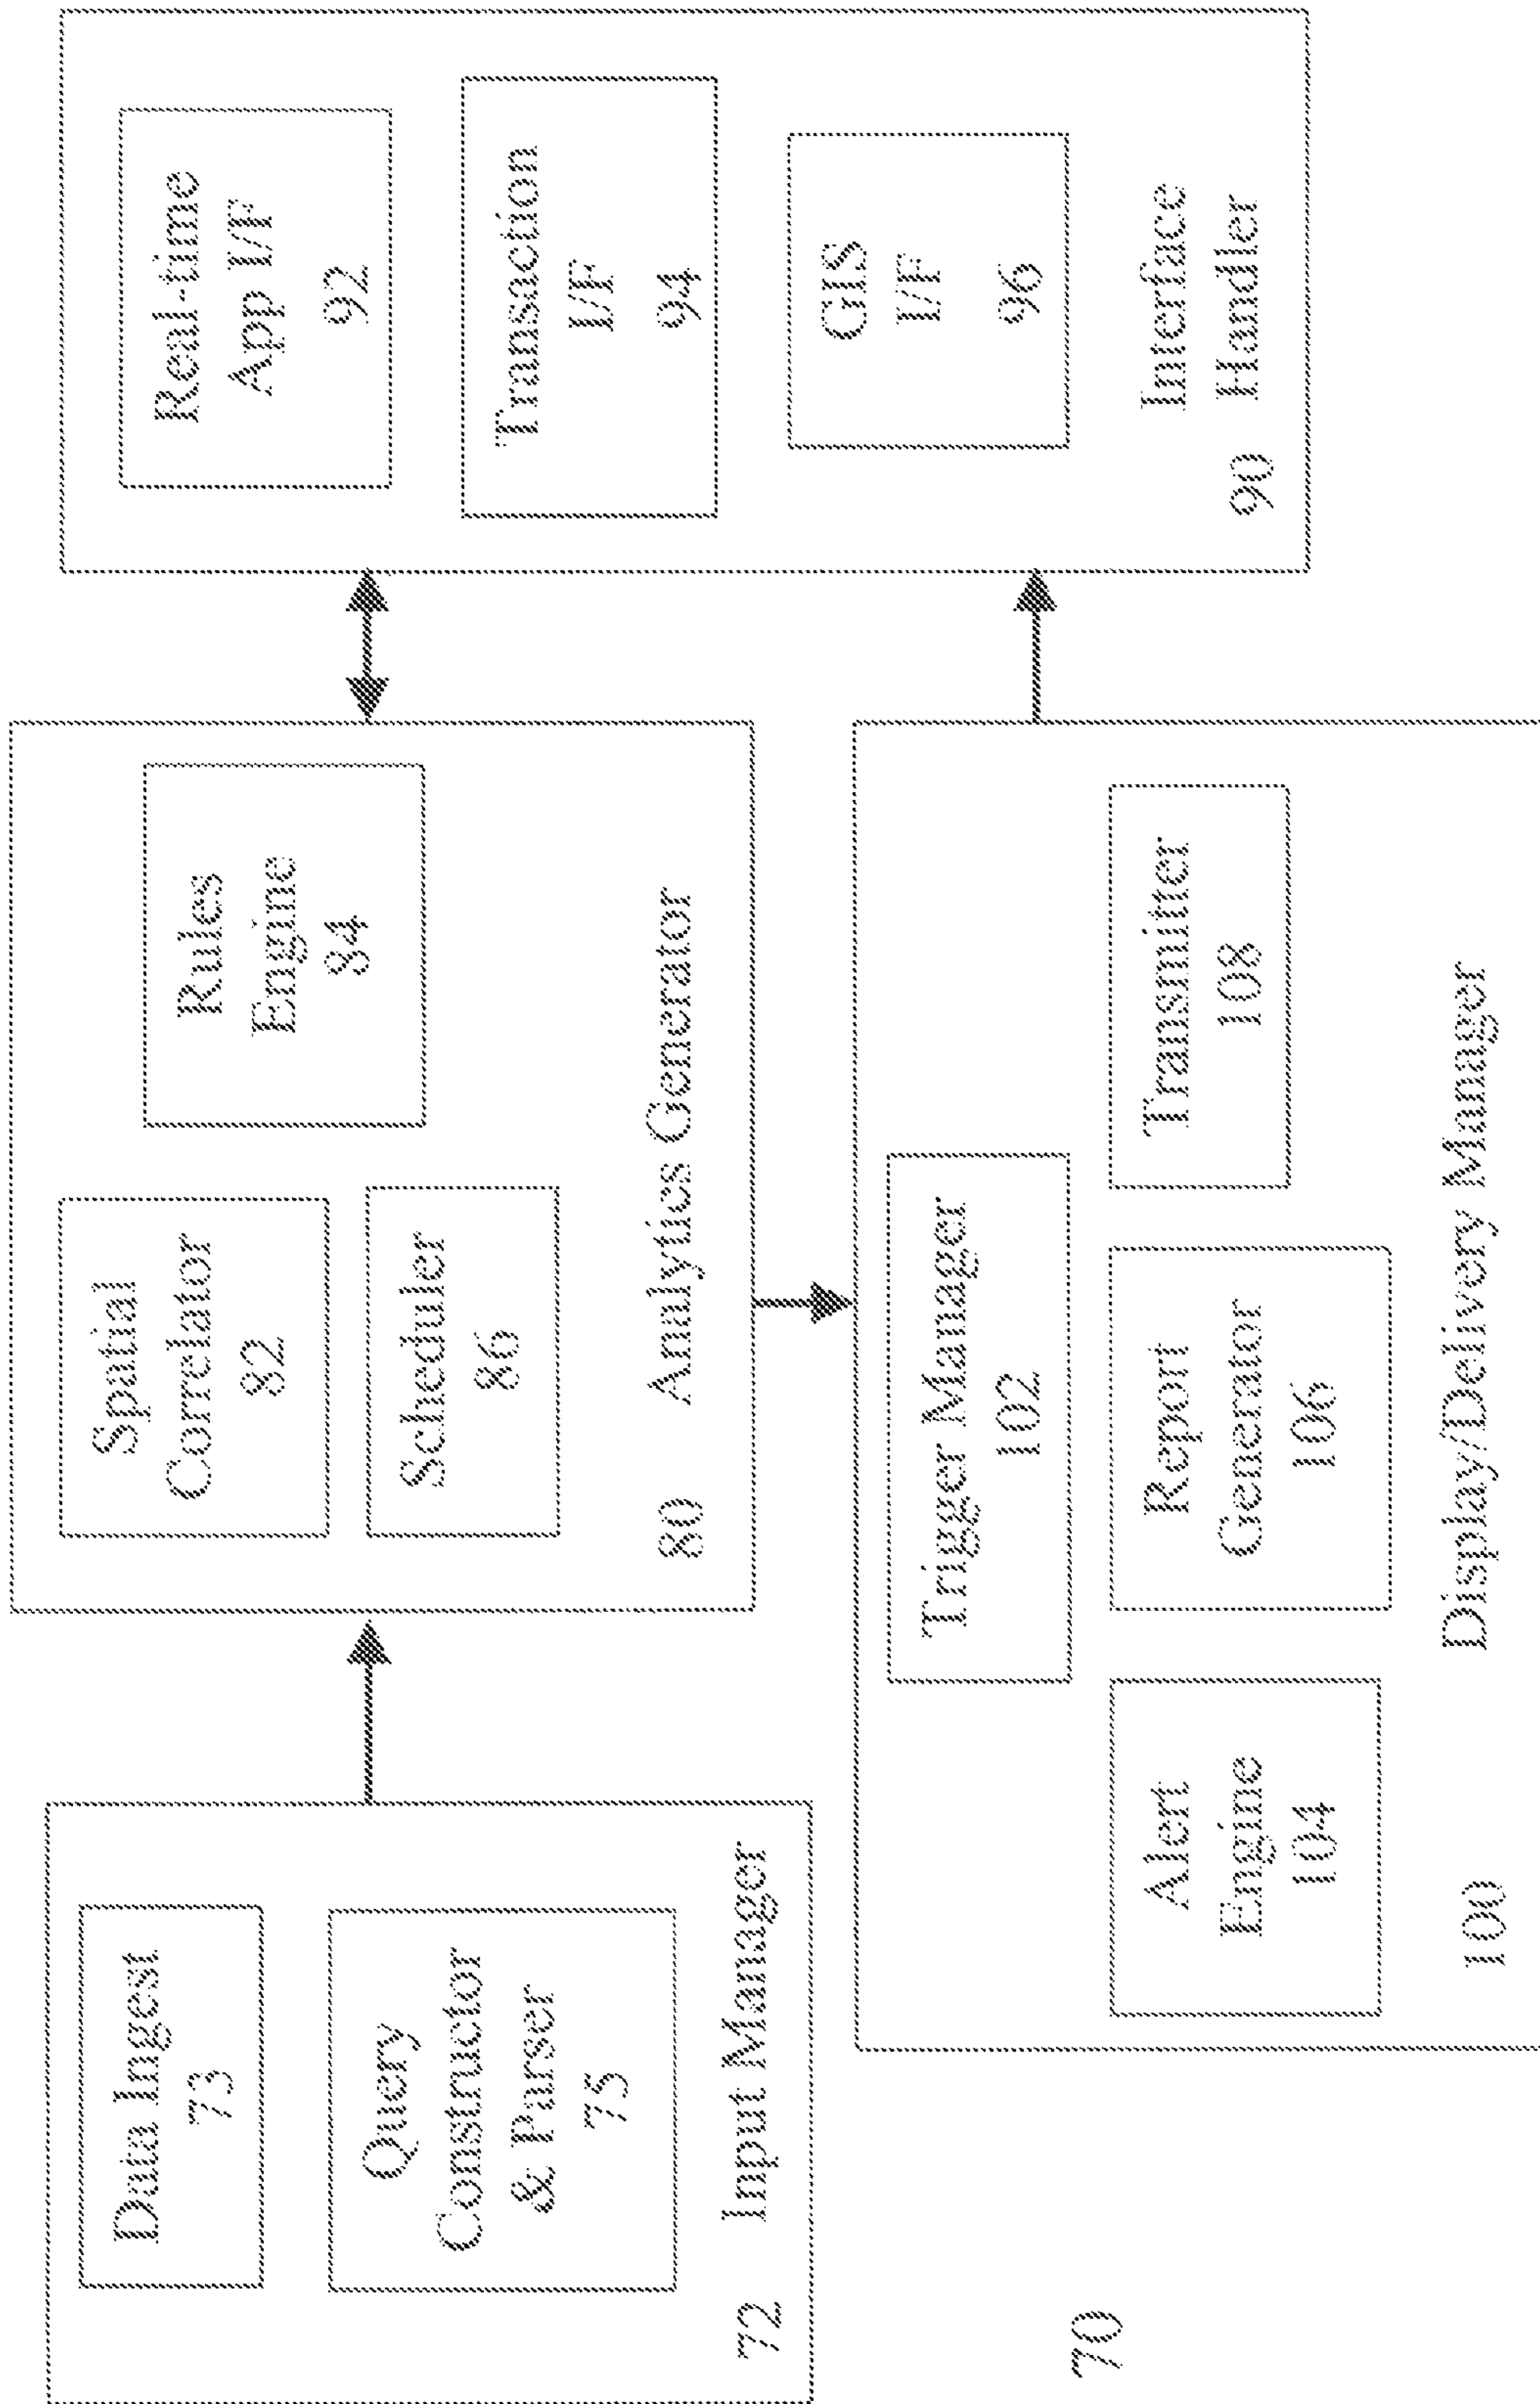 Data Ingest
73
Query
Constructor
& Parser
75
72
Input Manager
Spatial
Correlator
82
Scheduler
86
Rules
Engine
84
80
Analytics Generator
Real-time
App I/F
92
Transaction
I/F
94
GIS
I/F
96
Interface
Handler
90
Trigger Manager
102
Alert
Engine
104
Report
Generator
106
Transmitter
108
100
Display/Delivery Manager
70